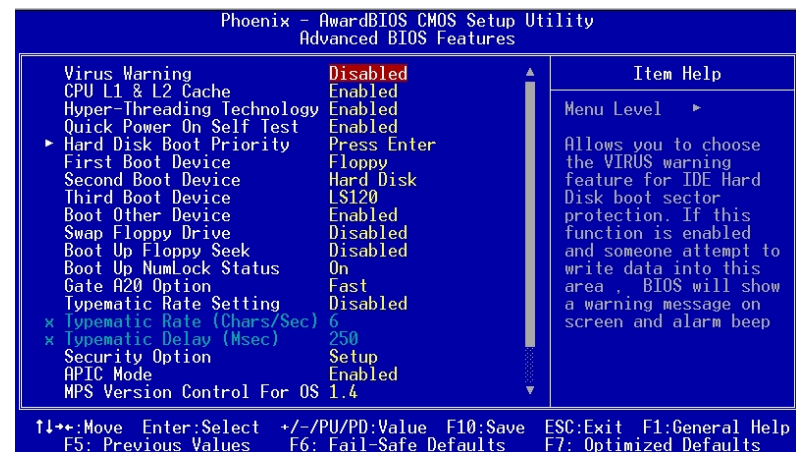 Phoenix - AwardBIOS CMOS Setup Utility
Advanced BIOS Features
Virus Warning Disabled
CPU L1 & L2 Cache Enabled
Hyper-Threading Technology Enabled
Quick Power On Self Test Enabled
► Hard Disk Boot Priority Press Enter
First Boot Device Floppy
Second Boot Device Hard Disk
Third Boot Device LS120
Boot Other Device Enabled
Swap Floppy Drive Disabled
Boot Up Floppy Seek Disabled
Boot Up NumLock Status On
Gate A20 Option Fast
Typematic Rate Setting Disabled
x Typematic Rate (Chars/Sec) 6
x Typematic Delay (Msec) 250
Security Option Setup
APIC Mode Enabled
MPS Version Control For OS 1.4
Item Help
Menu Level ►
Allows you to choose
the VIRUS warning
feature for IDE Hard
Disk boot sector
protection. If this
function is enabled
and someone attempt to
write data into this
area , BIOS will show
a warning message on
screen and alarm beep
↑↓→←:Move Enter:Select +/-/PU/PD:Value F10:Save ESC:Exit F1:General Help
F5: Previous Values F6: Fail-Safe Defaults F7: Optimized Defaults